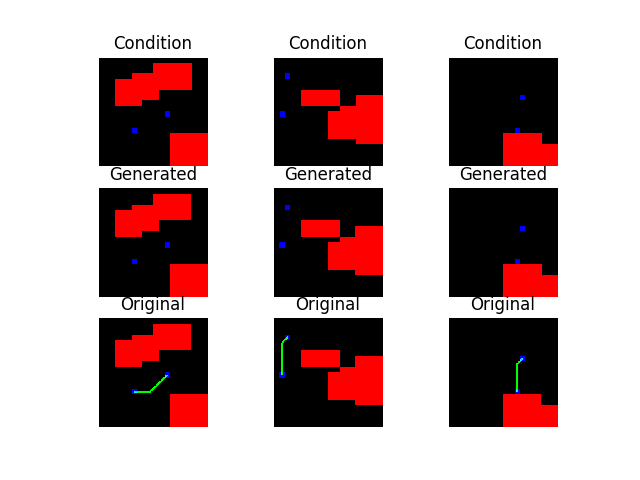 Condition Condition Condition
Generated Generated Generated
Original Original Original